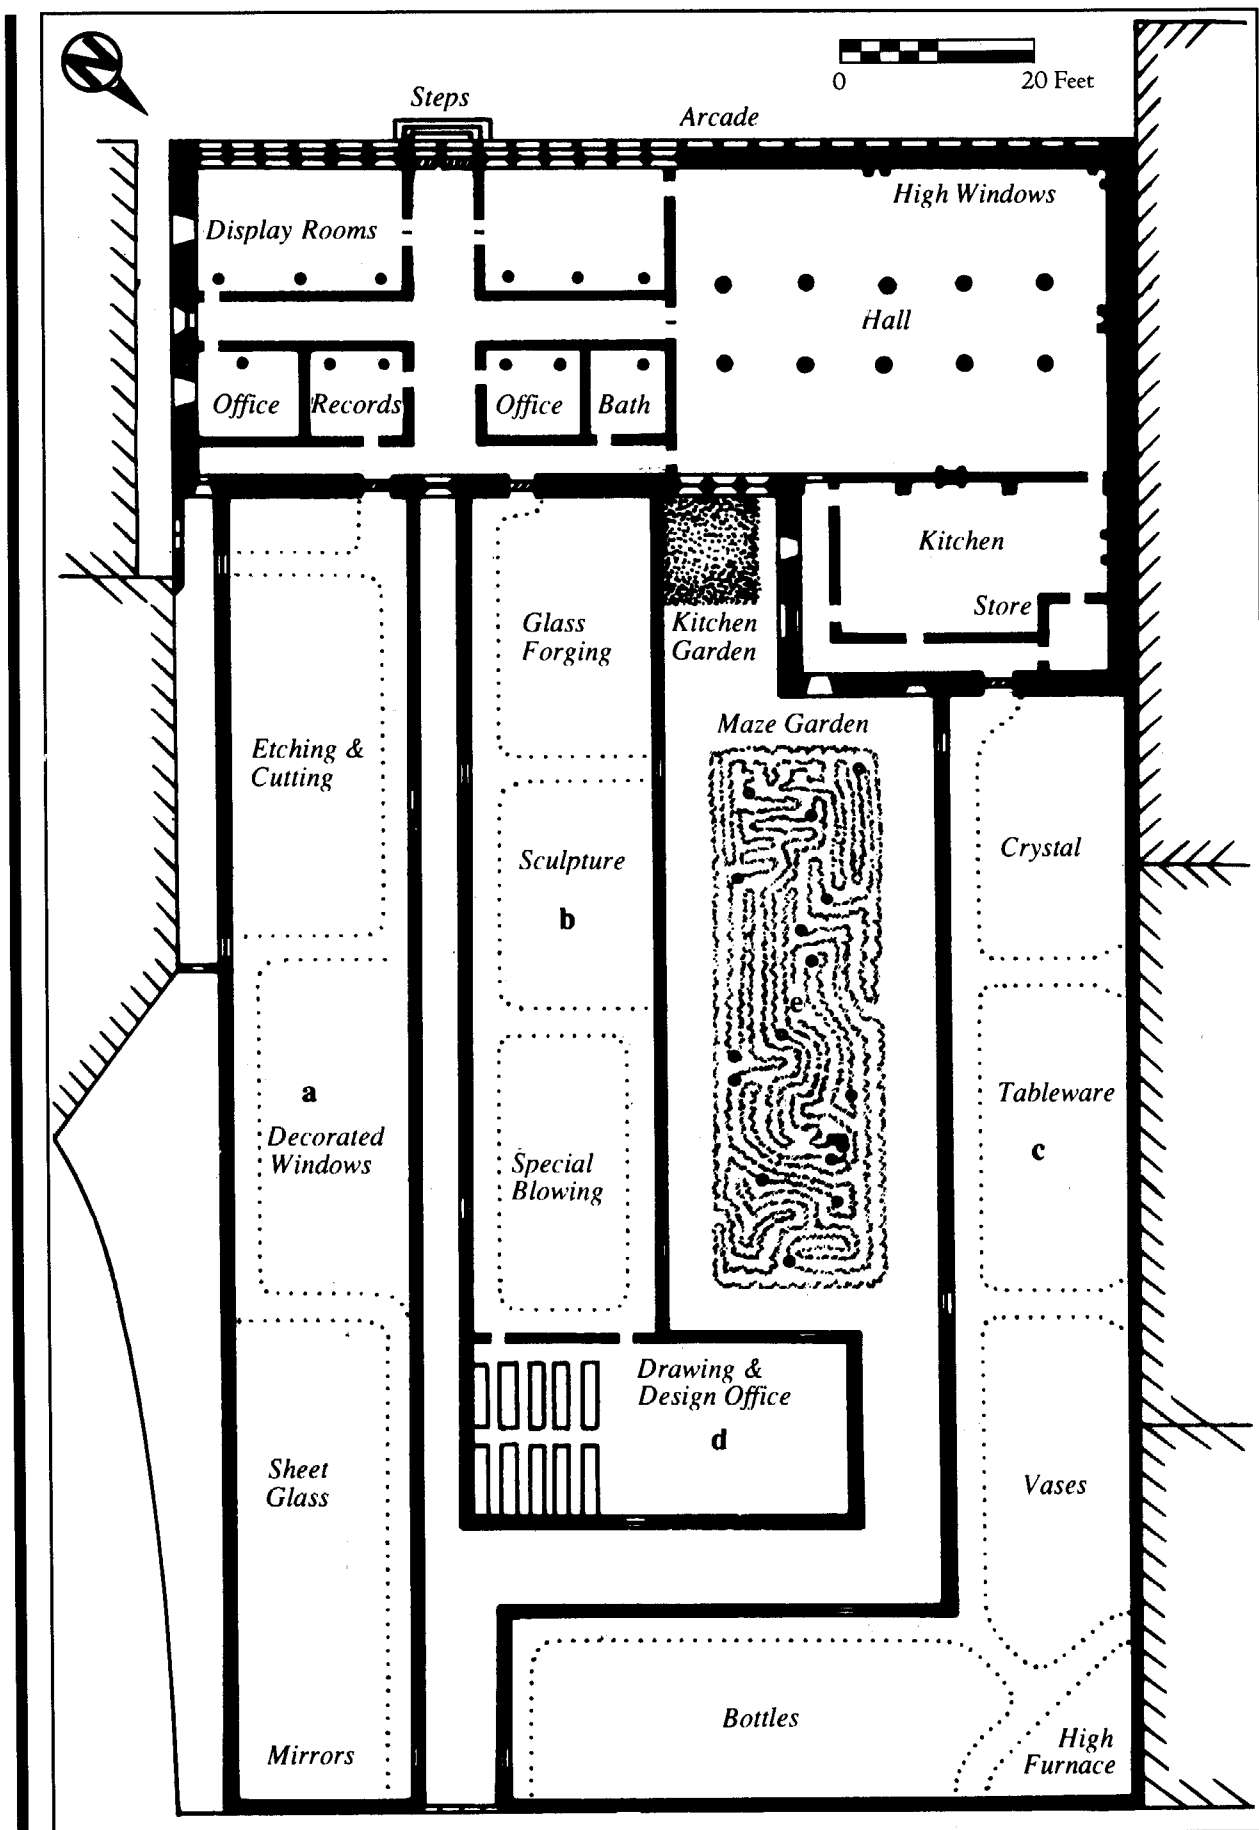 N
0 20 Feet
Steps
Arcade
High Windows
Display Rooms
Hall
Office
Records
Office
Bath
Kitchen
Store
Glass
Forging
Kitchen
Garden
Maze Garden
Etching &
Cutting
Sculpture
b
Crystal
e
a
Decorated
Windows
Tableware
c
Special
Blowing
Drawing &
Design Office
d
Sheet
Glass
Vases
Bottles
Mirrors
High
Furnace